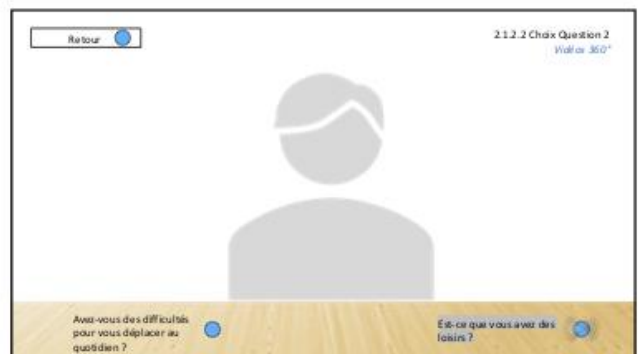 Retour
2.1.2.2 Choix Question 2
Vidéos 360°
Avez-vous des difficultés
pour vous déplacer au
quotidien ?
Est-ce que vous avez des
loisirs ?